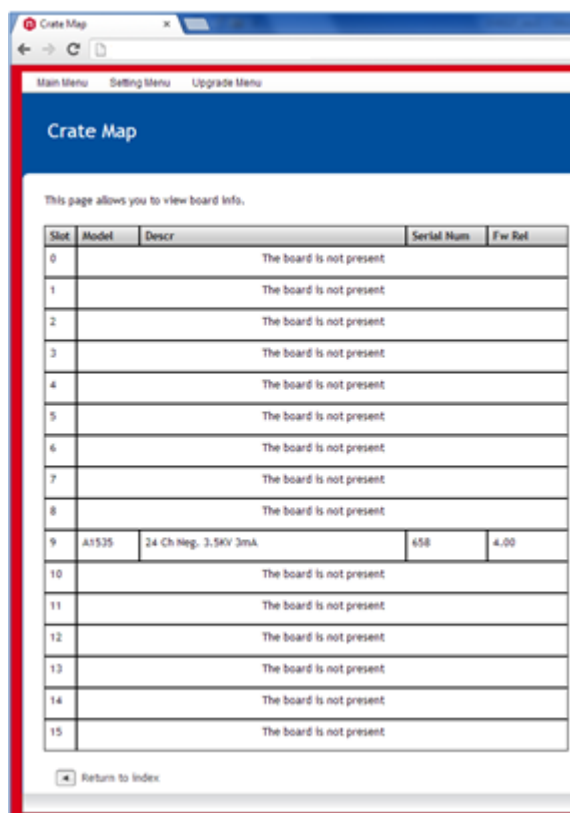 Crate Map
Main Menu Setting Menu Upgrade Menu
Crate Map
This page allows you to view board info.
Slot Model Descr Serial Num Fw Rel
0 The board is not present
1 The board is not present
2 The board is not present
3 The board is not present
4 The board is not present
5 The board is not present
6 The board is not present
7 The board is not present
8 The board is not present
9 A1535 24 Ch Neg. 3.5KV 3mA 658 4.00
10 The board is not present
11 The board is not present
12 The board is not present
13 The board is not present
14 The board is not present
15 The board is not present
Return to index